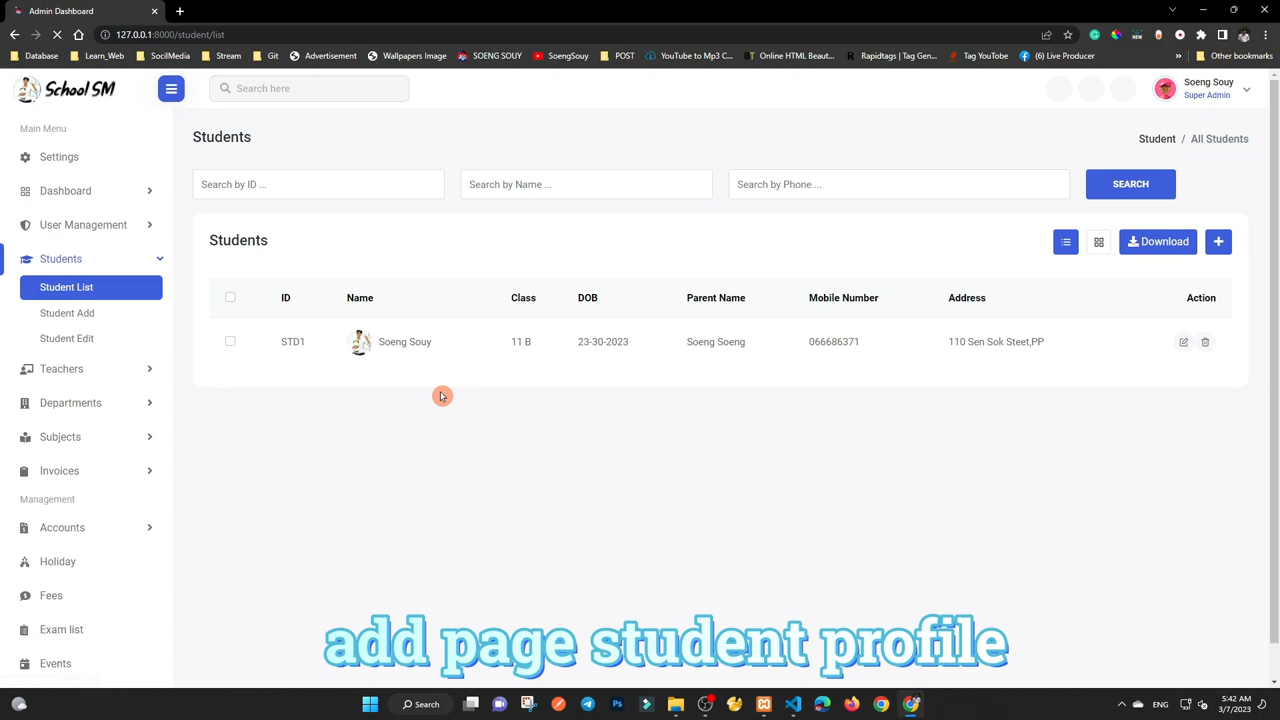 Admin Dashboard
127.0.0.1:8000/student/list
Database Learn_Web SocilMedia Stream Git Advertisement Wallpapers Image SOENG SOUY SoengSouy POST YouTube to Mp3 C... Online HTML Beaut... Rapidtags | Tag Gen... Tag YouTube (6) Live Producer » Other bookmarks
School SM
Search here
Soeng Souy
Super Admin
Main Menu
Settings
Dashboard
User Management
Students
Student List
Student Add
Student Edit
Teachers
Departments
Subjects
Invoices
Management
Accounts
Holiday
Fees
Exam list
Events
Students
Student / All Students
Search by ID ...
Search by Name ...
Search by Phone ...
SEARCH
Students
Download
ID Name Class DOB Parent Name Mobile Number Address Action
STD1 Soeng Souy 11 B 23-30-2023 Soeng Soeng 066686371 110 Sen Sok Steet,PP
add page student profile
Search
ENG
5:42 AM
3/7/2023